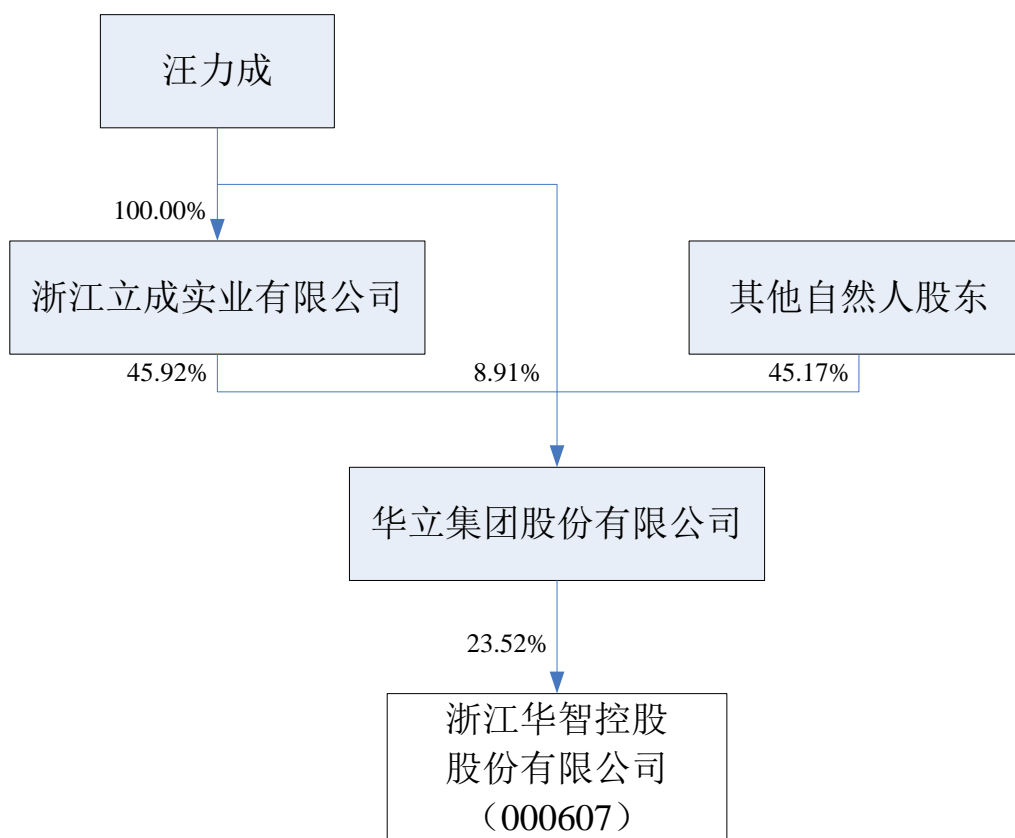 汪力成
100.00%
浙江立成实业有限公司
其他自然人股东
45.92%
8.91%
45.17%
华立集团股份有限公司
23.52%
浙江华智控股
股份有限公司
（000607）